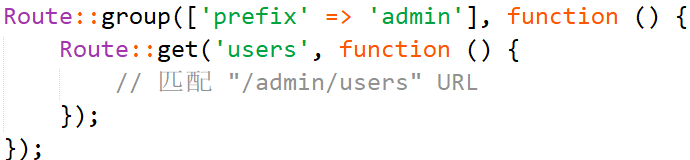 Route::group(['prefix' => 'admin'], function () {
    Route::get('users', function () {
        // 匹配 "/admin/users" URL
    });
});